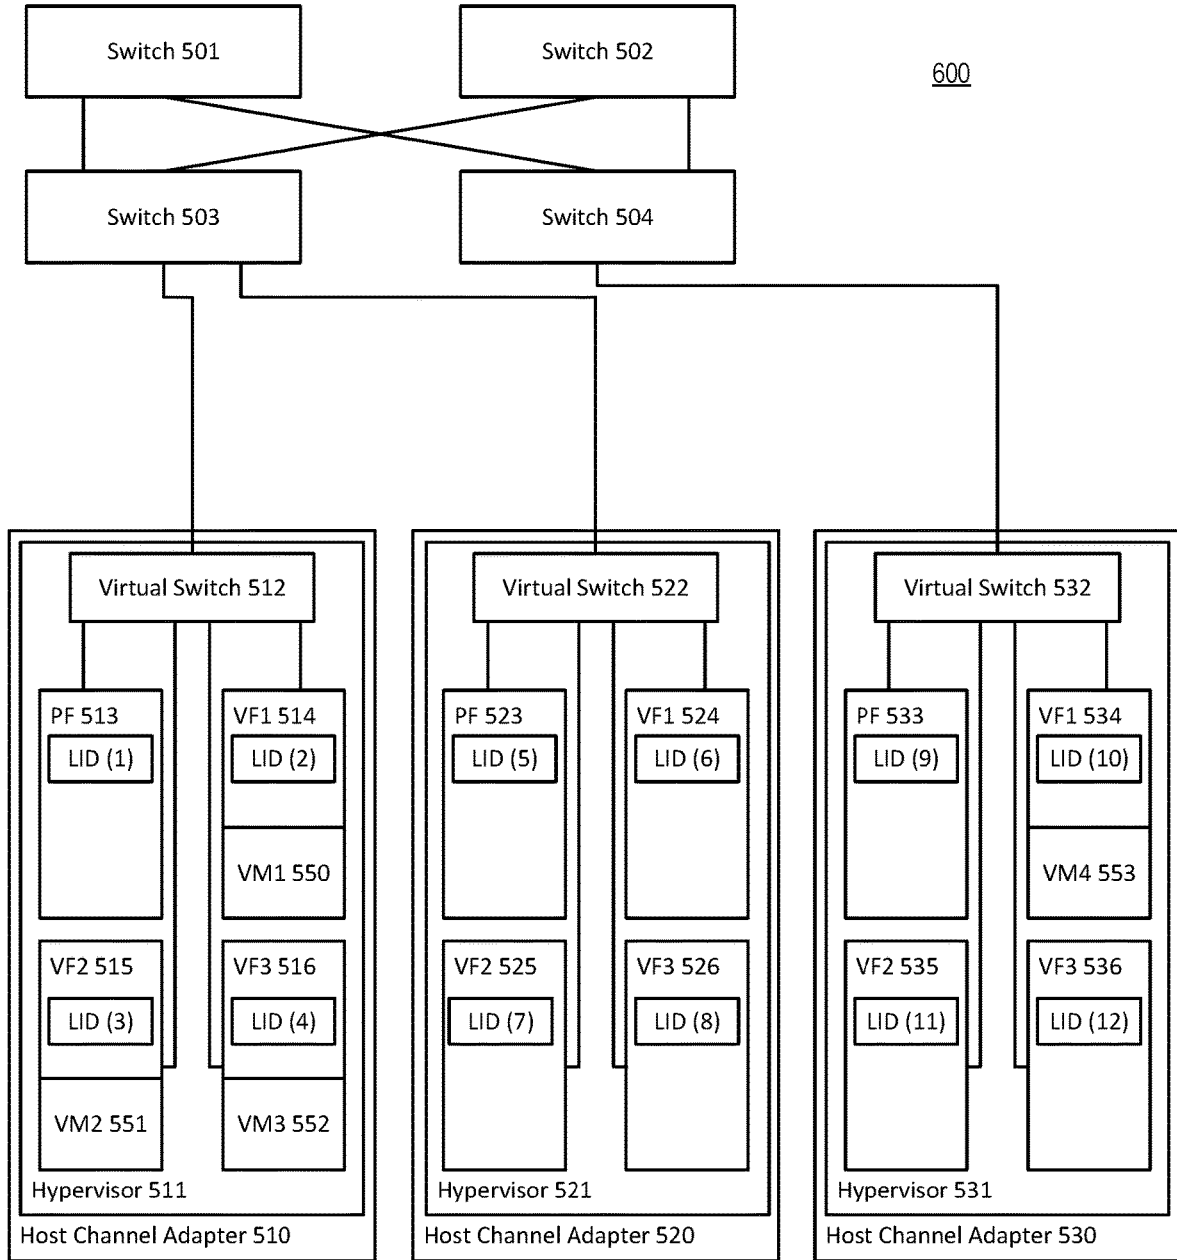 Switch 501
Switch 502
600
Switch 503
Switch 504
Virtual Switch 512
PF 513
LID (1)
VF1 514
LID (2)
VM1 550
VF2 515
LID (3)
VM2 551
VF3 516
LID (4)
VM3 552
Hypervisor 511
Host Channel Adapter 510
Virtual Switch 522
PF 523
LID (5)
VF1 524
LID (6)
VF2 525
LID (7)
VF3 526
LID (8)
Hypervisor 521
Host Channel Adapter 520
Virtual Switch 532
PF 533
LID (9)
VF1 534
LID (10)
VM4 553
VF2 535
LID (11)
VF3 536
LID (12)
Hypervisor 531
Host Channel Adapter 530